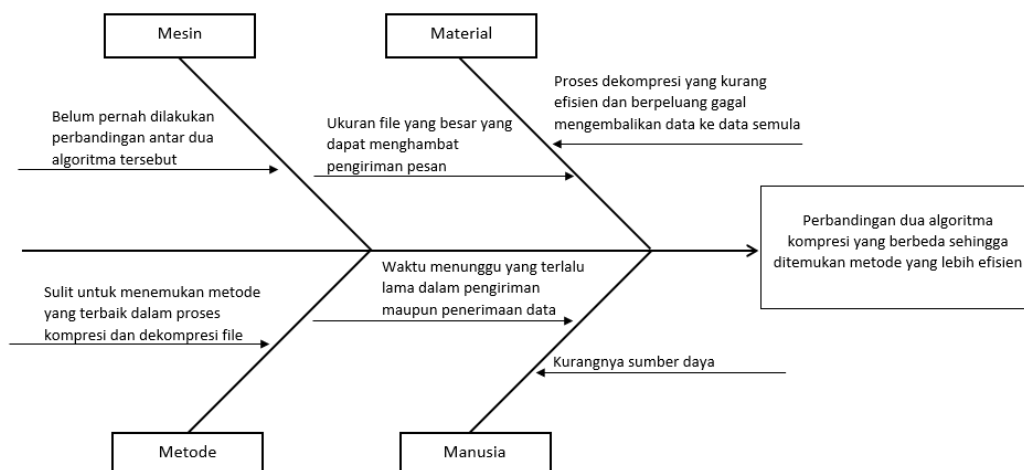 Mesin
Material
Belum pernah dilakukan
perbandingan antar dua
algoritma tersebut
Ukuran file yang besar yang
dapat menghambat
pengiriman pesan
Proses dekompresi yang kurang
efisien dan berpeluang gagal
mengembalikan data ke data semula
Perbandingan dua algoritma
kompresi yang berbeda sehingga
ditemukan metode yang lebih efisien
Sulit untuk menemukan metode
yang terbaik dalam proses
kompresi dan dekompresi file
Waktu menunggu yang terlalu
lama dalam pengiriman
maupun penerimaan data
Kurangnya sumber daya
Metode
Manusia